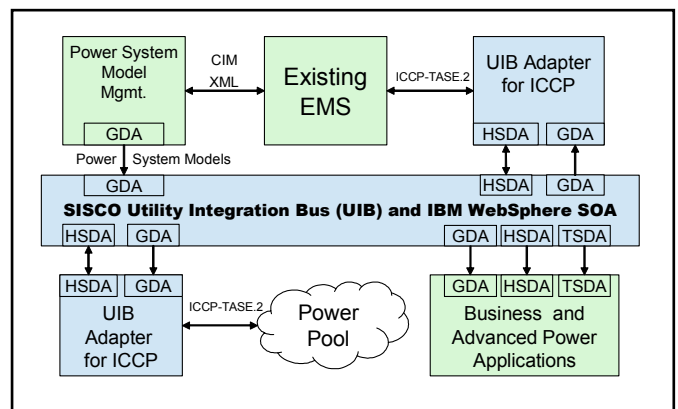 Power System
Model
Mgmt.
GDA
CIM
XML
Existing
EMS
ICCP-TASE.2
UIB Adapter
for ICCP
HSDA GDA
Power System Models
GDA
HSDA GDA
SISCO Utility Integration Bus (UIB) and IBM WebSphere SOA
HSDA GDA
GDA HSDA TSDA
HSDA GDA
UIB
Adapter
for ICCP
ICCP-TASE.2
Power
Pool
GDA HSDA TSDA
Business and
Advanced Power
Applications